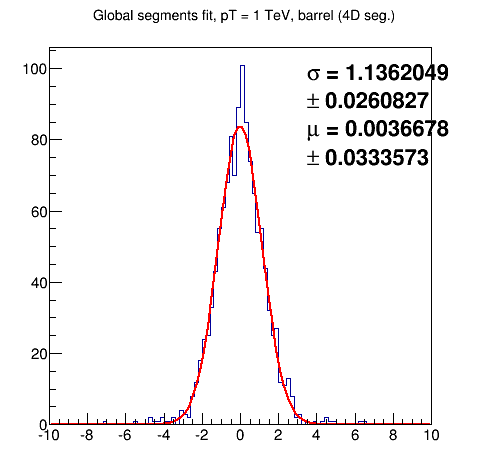 Global segments fit, pT = 1 TeV, barrel (4D seg.)
σ = 1.1362049
± 0.0260827
μ = 0.0036678
± 0.0333573
100
80
60
40
20
0
-10 -8 -6 -4 -2 0 2 4 6 8 10